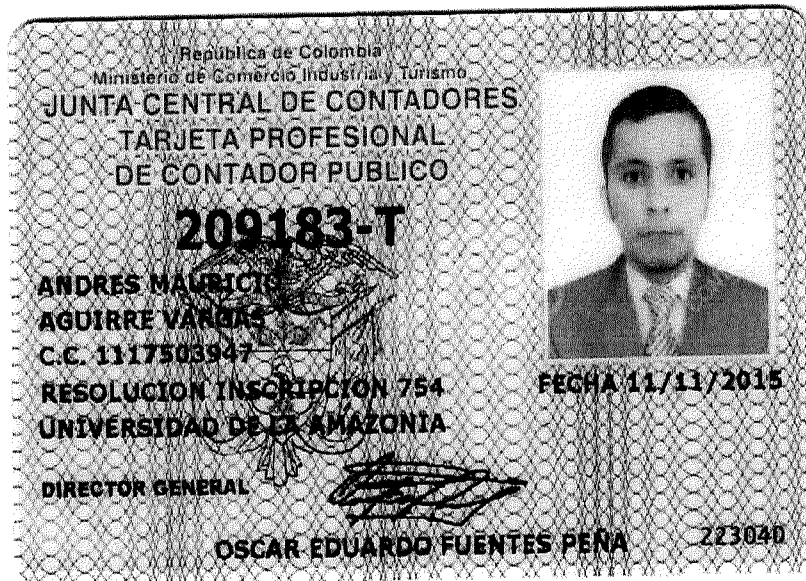 República de Colombia
Ministerio de Comercio Industria y Turismo
JUNTA CENTRAL DE CONTADORES
TARJETA PROFESIONAL
DE CONTADOR PUBLICO
209183-T
ANDRES MAURICIO
AGUIRRE VARGAS
C.C. 1117503947
RESOLUCION INSCRIPCION 754
UNIVERSIDAD DE LA AMAZONIA
FECHA 11/11/2015
DIRECTOR GENERAL
OSCAR EDUARDO FUENTES PEÑA
223040